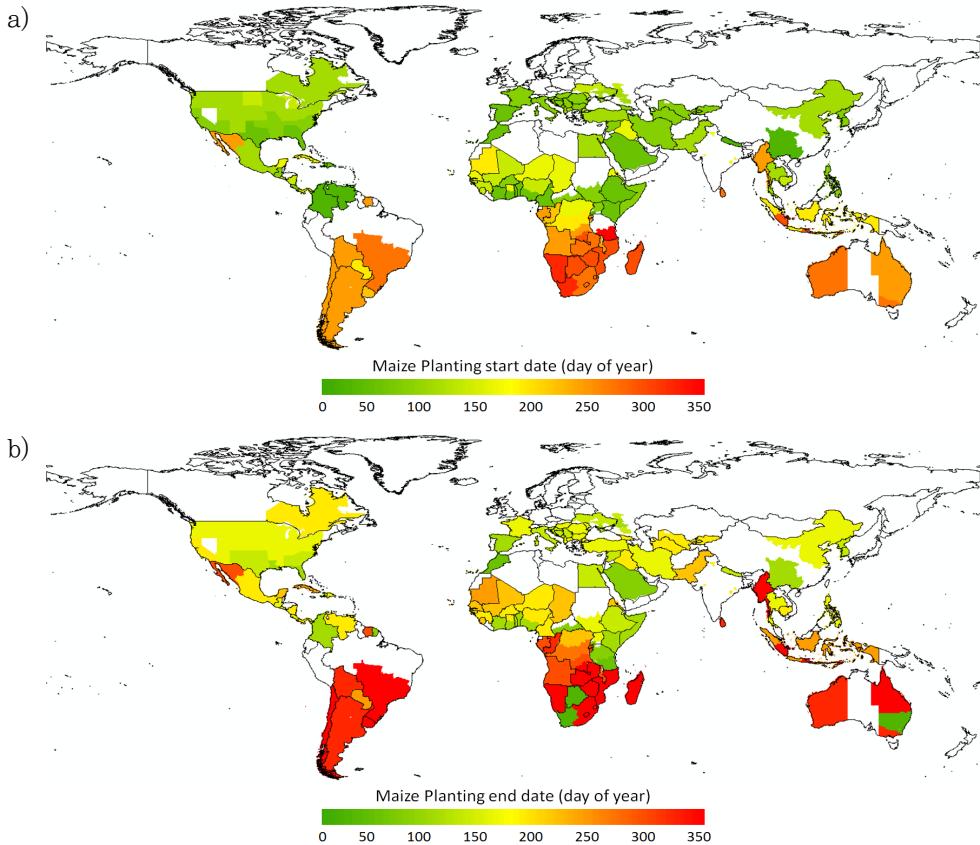 a)
Maize Planting start date (day of year)
0 50 100 150 200 250 300 350
b)
Maize Planting end date (day of year)
0 50 100 150 200 250 300 350